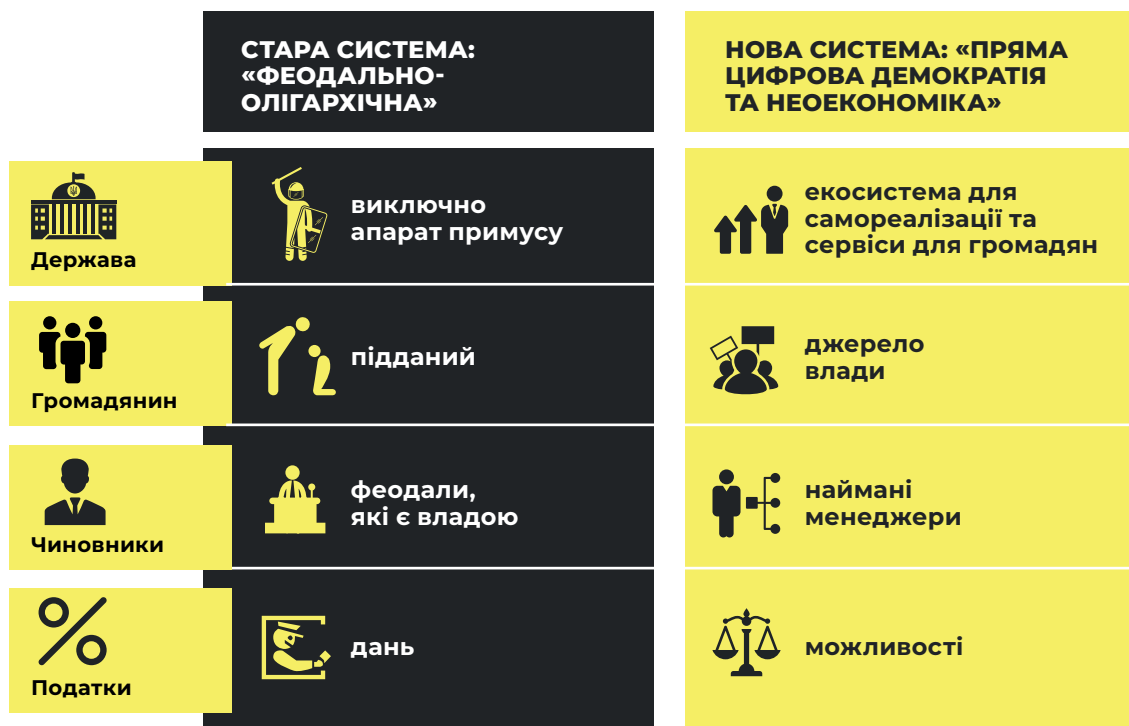 СТАРА СИСТЕМА:
«ФЕОДАЛЬНО-
ОЛІГАРХІЧНА»
НОВА СИСТЕМА: «ПРЯМА
ЦИФРОВА ДЕМОКРАТІЯ
ТА НЕОЕКОНОМІКА»
Держава
виключно
апарат примусу
екосистема для
самореалізації та
сервіси для громадян
Громадянин
підданий
джерело
влади
Чиновники
феодали,
які є владою
наймані
менеджери
Податки
дань
можливості